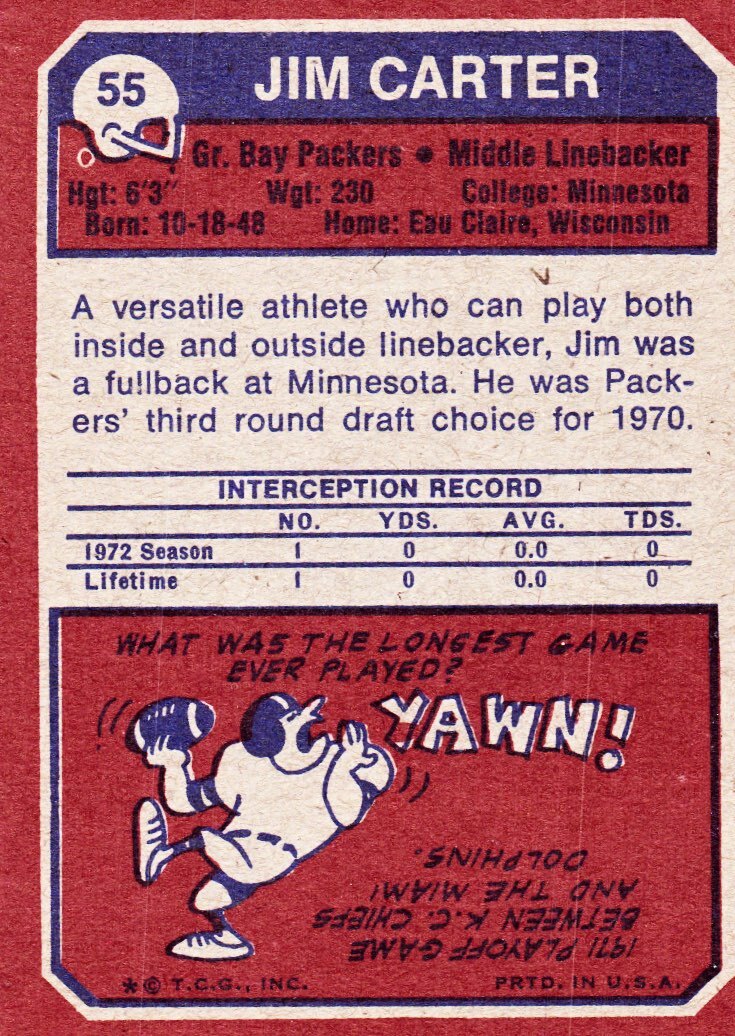 55
JIM CARTER
Gr. Bay Packers • Middle Linebacker
Hgt: 6'3" Wgt: 230 College: Minnesota
Born: 10-18-48 Home: Eau Claire, Wisconsin
A versatile athlete who can play both
inside and outside linebacker, Jim was
a fullback at Minnesota. He was Pack-
ers' third round draft choice for 1970.
INTERCEPTION RECORD
NO. YDS. AVG. TDS.
1972 Season 1 0 0.0 0
Lifetime 1 0 0.0 0
WHAT WAS THE LONGEST GAME
EVER PLAYED?
YAWN!
1971 PLAYOFF GAME
BETWEEN K.C. CHIEFS
AND THE MIAMI
DOLPHINS.
*© T.C.G., INC. PRTD. IN U.S.A.